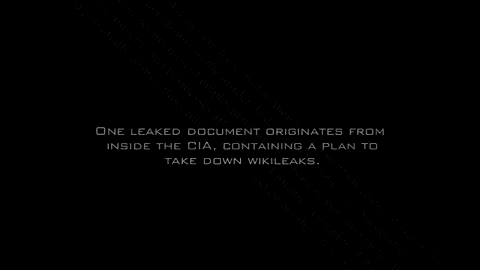 One leaked document originates from
inside the CIA, containing a plan to
take down wikileaks.